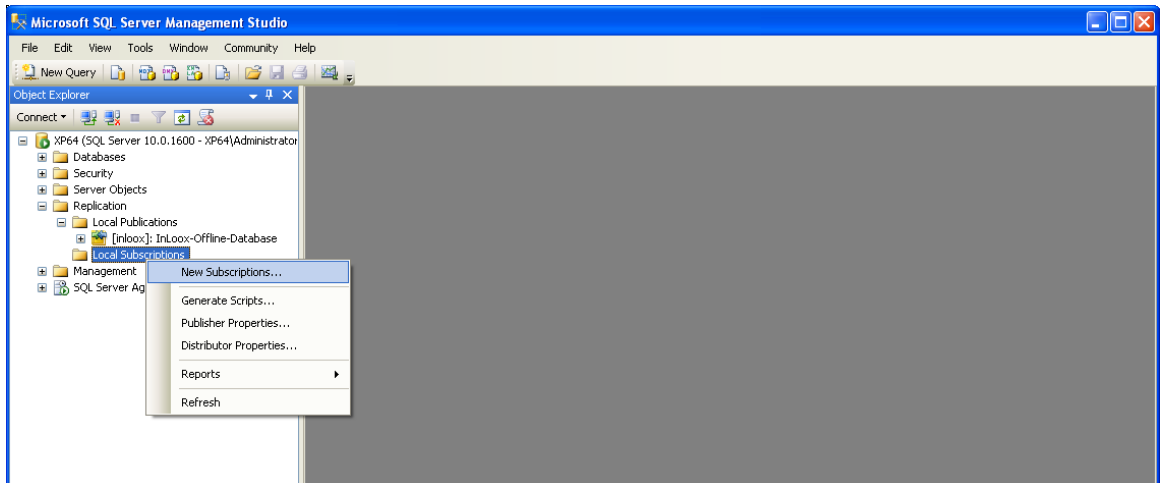 Microsoft SQL Server Management Studio
File Edit View Tools Window Community Help
New Query
Object Explorer
Connect
XP64 (SQL Server 10.0.1600 - XP64\Administrator
Databases
Security
Server Objects
Replication
Local Publications
[inloox]: InLoox-Offline-Database
Local Subscriptions
Management
SQL Server Ag
New Subscriptions...
Generate Scripts...
Publisher Properties...
Distributor Properties...
Reports
Refresh